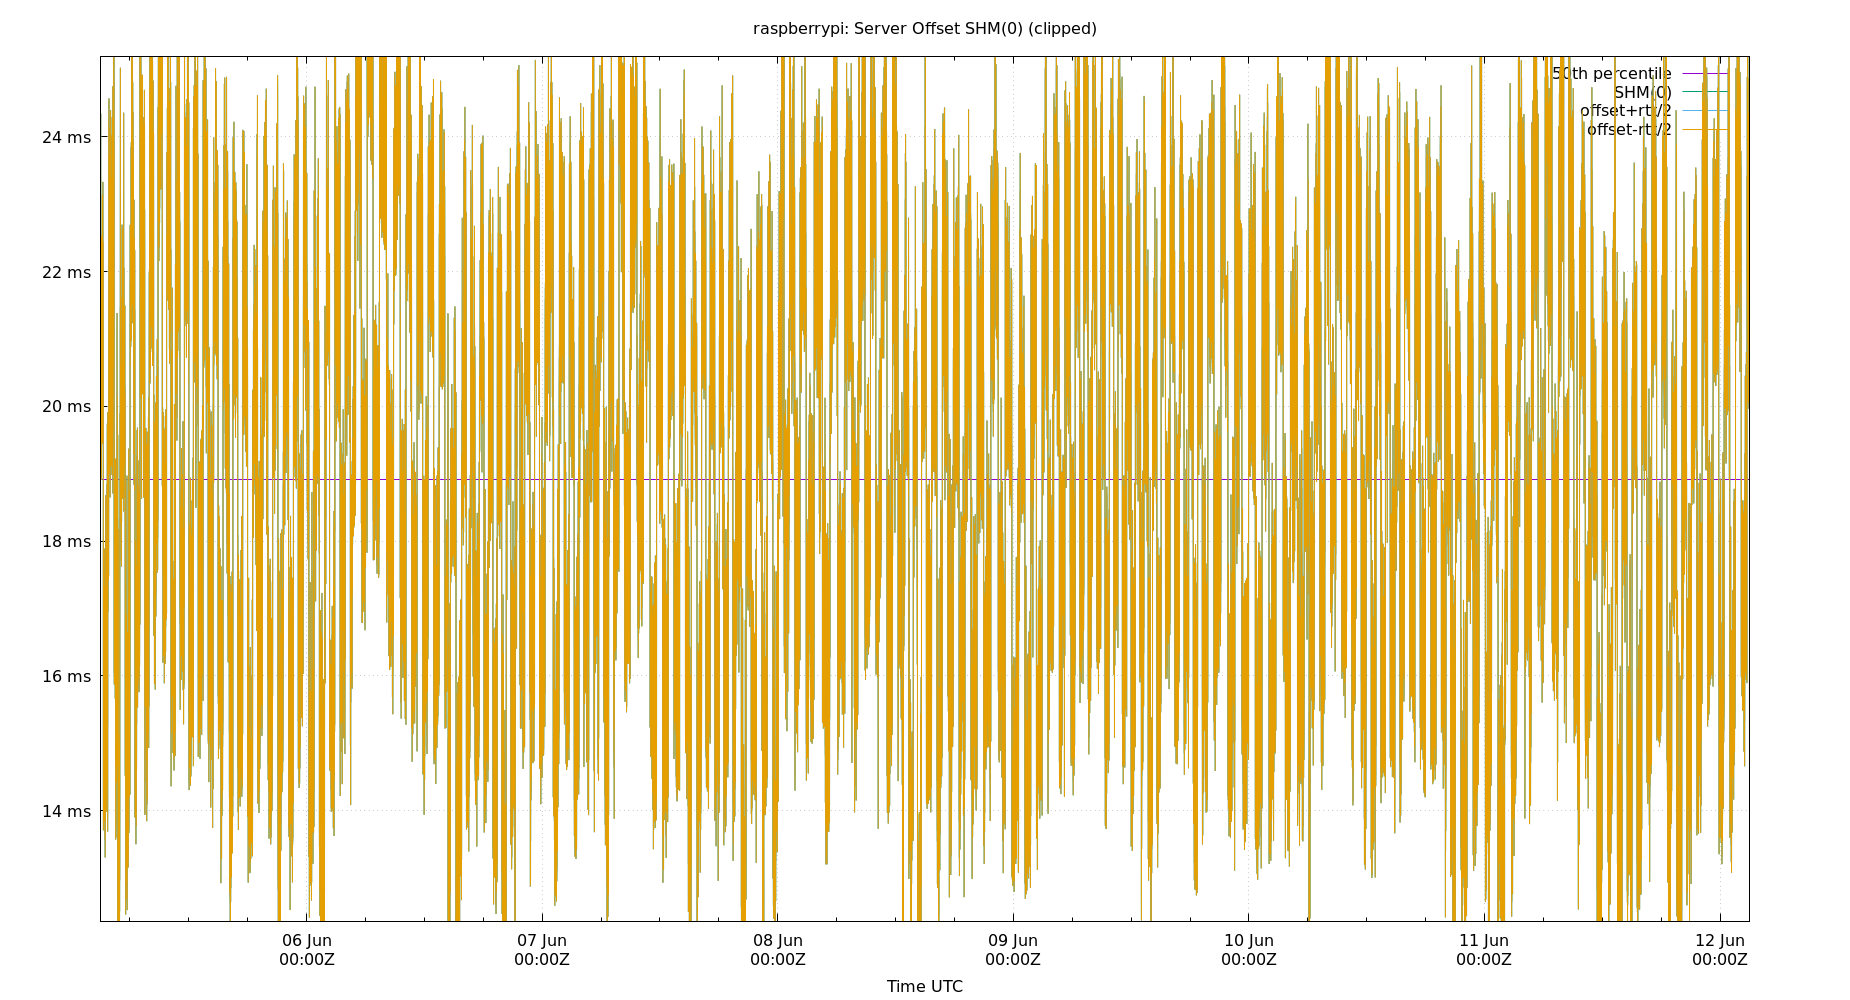 raspberrypi: Server Offset SHM(0) (clipped)
50th percentile
SHM(0)
offset+rtt/2
offset-rtt/2
24 ms
22 ms
20 ms
18 ms
16 ms
14 ms
06 Jun 07 Jun 08 Jun 09 Jun 10 Jun 11 Jun 12 Jun
00:00Z 00:00Z 00:00Z 00:00Z 00:00Z 00:00Z 00:00Z
Time UTC